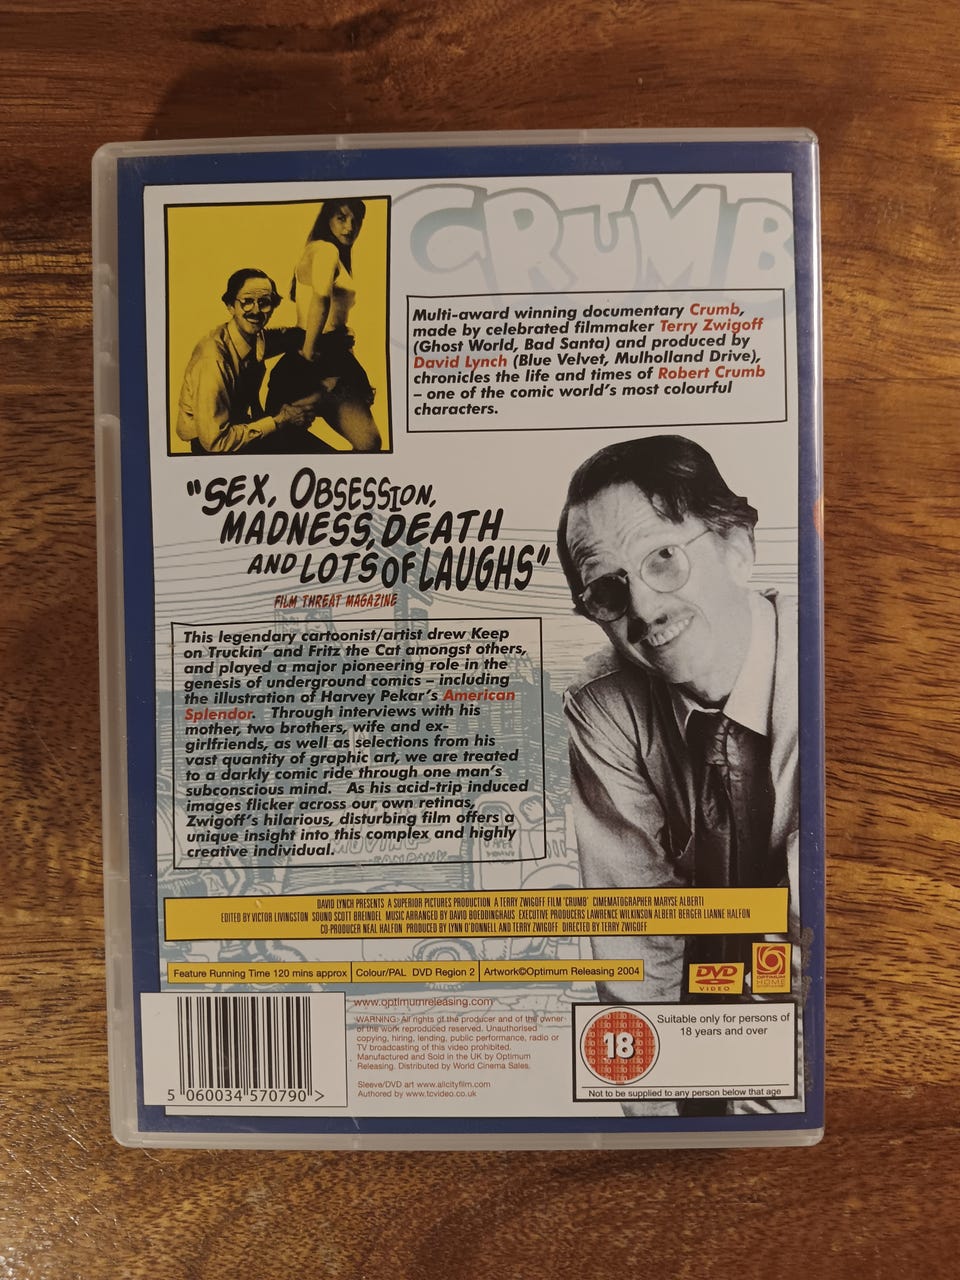 CRUMB
Multi-award winning documentary Crumb,
made by celebrated filmmaker Terry Zwigoff
(Ghost World, Bad Santa) and produced by
David Lynch (Blue Velvet, Mulholland Drive),
chronicles the life and times of Robert Crumb
– one of the comic world's most colourful
characters.
"SEX, OBSESSION,
MADNESS, DEATH
AND LOTS OF LAUGHS"
FILM THREAT MAGAZINE
This legendary cartoonist/artist drew Keep
on Truckin' and Fritz the Cat amongst others,
and played a major pioneering role in the
genesis of underground comics – including
the illustration of Harvey Pekar's American
Splendor. Through interviews with his
mother, two brothers, wife and ex-
girlfriends, as well as selections from his
vast quantity of graphic art, we are treated
to a darkly comic ride through one man's
subconscious mind. As his acid-trip induced
images flicker across our own retinas,
Zwigoff's hilarious, disturbing film offers a
unique insight into this complex and highly
creative individual.
MOVING
COMPANY
DAVID LYNCH PRESENTS A SUPERIOR PICTURES PRODUCTION A TERRY ZWIGOFF FILM 'CRUMB' CINEMATOGRAPHER MARYSE ALBERTI
EDITED BY VICTOR LIVINGSTON SOUND SCOTT BREINDEL MUSIC ARRANGED BY DAVID BOEDDINGHAUS EXECUTIVE PRODUCERS LAWRENCE WILKINSON ALBERT BERGER LIANNE HALFON
CO-PRODUCER NEAL HALFON PRODUCED BY LYNN O'DONNELL AND TERRY ZWIGOFF DIRECTED BY TERRY ZWIGOFF
Feature Running Time 120 mins approx Colour/PAL DVD Region 2 Artwork©Optimum Releasing 2004
DVD
VIDEO
OPTIMUM
HOME
www.optimumreleasing.com
WARNING: All rights of the producer and of the owner
of the work reproduced reserved. Unauthorised
copying, hiring, lending, public performance, radio or
TV broadcasting of this video prohibited.
Manufactured and Sold in the UK by Optimum
Releasing. Distributed by World Cinema Sales.
Sleeve/DVD art www.allcityfilm.com
Authored by www.tcvideo.co.uk
5 060034 570790 >
18
Suitable only for persons of
18 years and over
Not to be supplied to any person below that age